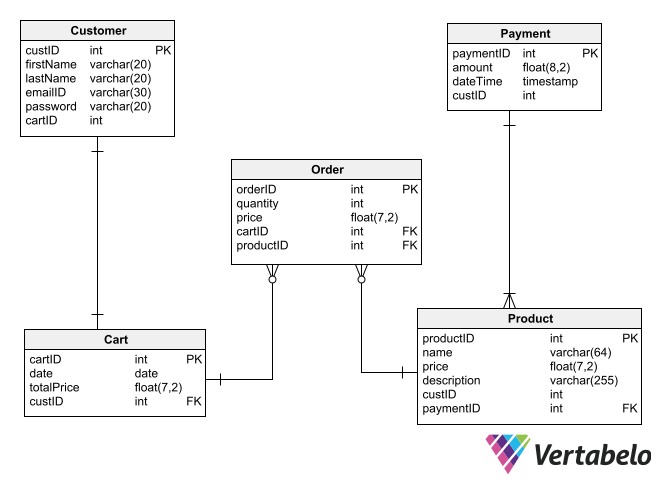 Customer
custID int PK
firstName varchar(20)
lastName varchar(20)
emailID varchar(30)
password varchar(20)
cartID int
Payment
paymentID int PK
amount float(8,2)
dateTime timestamp
custID int
Order
orderID int PK
quantity int
price float(7,2)
cartID int FK
productID int FK
Cart
cartID int PK
date date
totalPrice float(7,2)
custID int FK
Product
productID int PK
name varchar(64)
price float(7,2)
description varchar(255)
custID int
paymentID int FK
Vertabelo